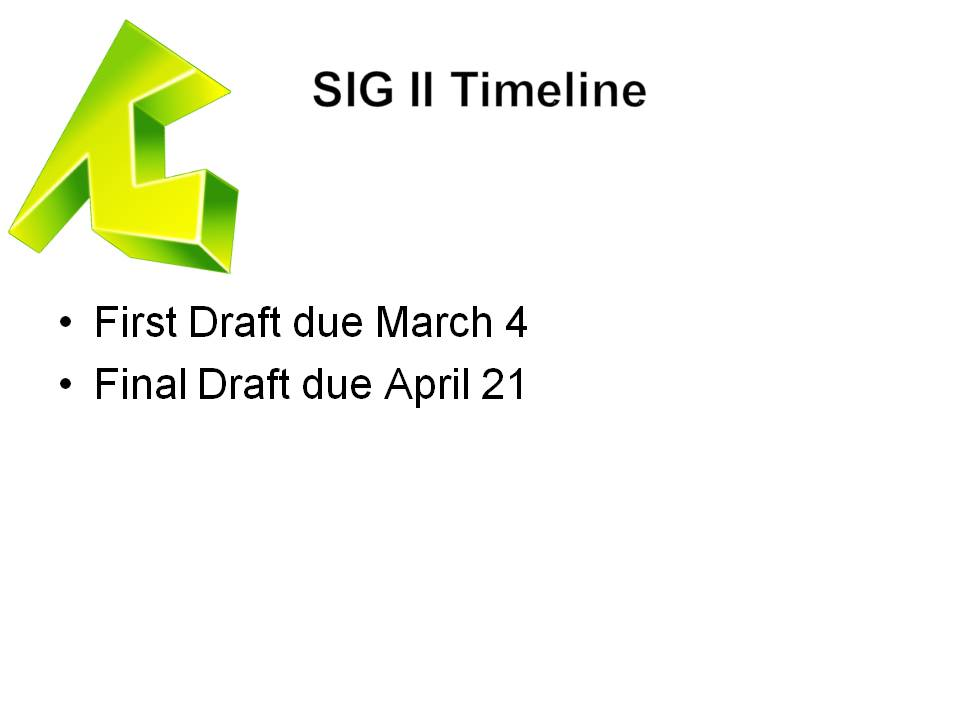 SIG II Timeline
• First Draft due March 4
• Final Draft due April 21